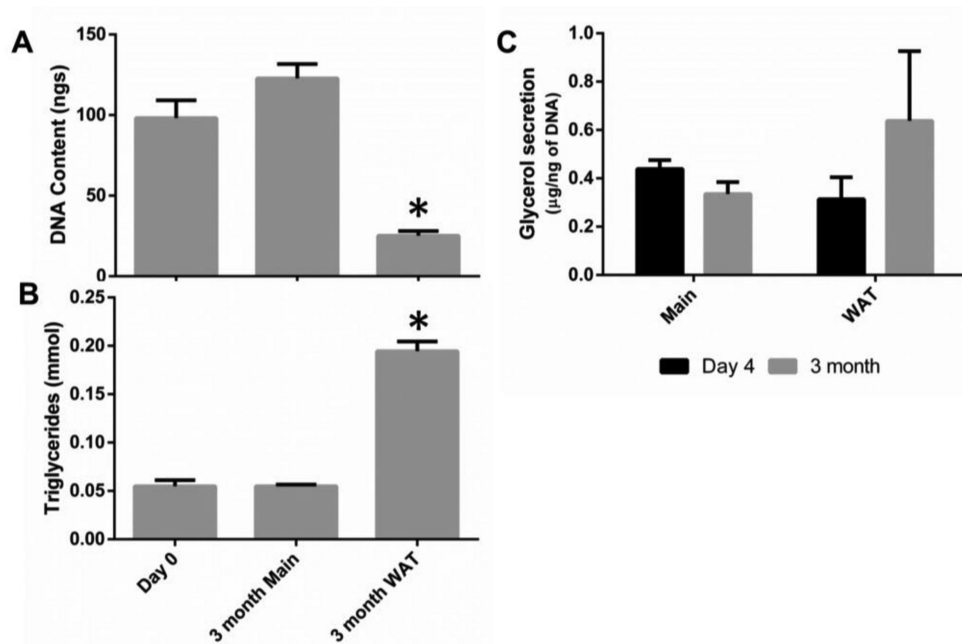 A
DNA Content (ngs)
150
100
50
0
*
B
Triglycerides (mmol)
0.25
0.20
0.15
0.10
0.05
0.00
*
Day 0
3 month Main
3 month WAT
C
Glycerol secretion
(μg/ng of DNA)
1.0
0.8
0.6
0.4
0.2
0.0
Main
WAT
Day 4
3 month